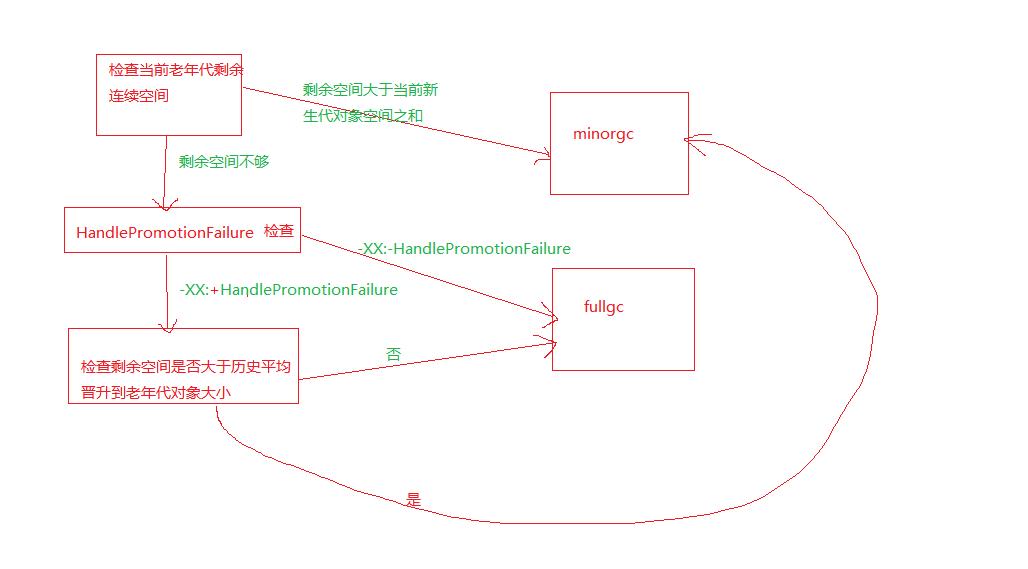 检查当前老年代剩余
连续空间
剩余空间大于当前新
生代对象空间之和
minorgc
剩余空间不够
HandlePromotionFailure 检查
-XX:-HandlePromotionFailure
-XX:+HandlePromotionFailure
fullgc
否
检查剩余空间是否大于历史平均
晋升到老年代对象大小
是